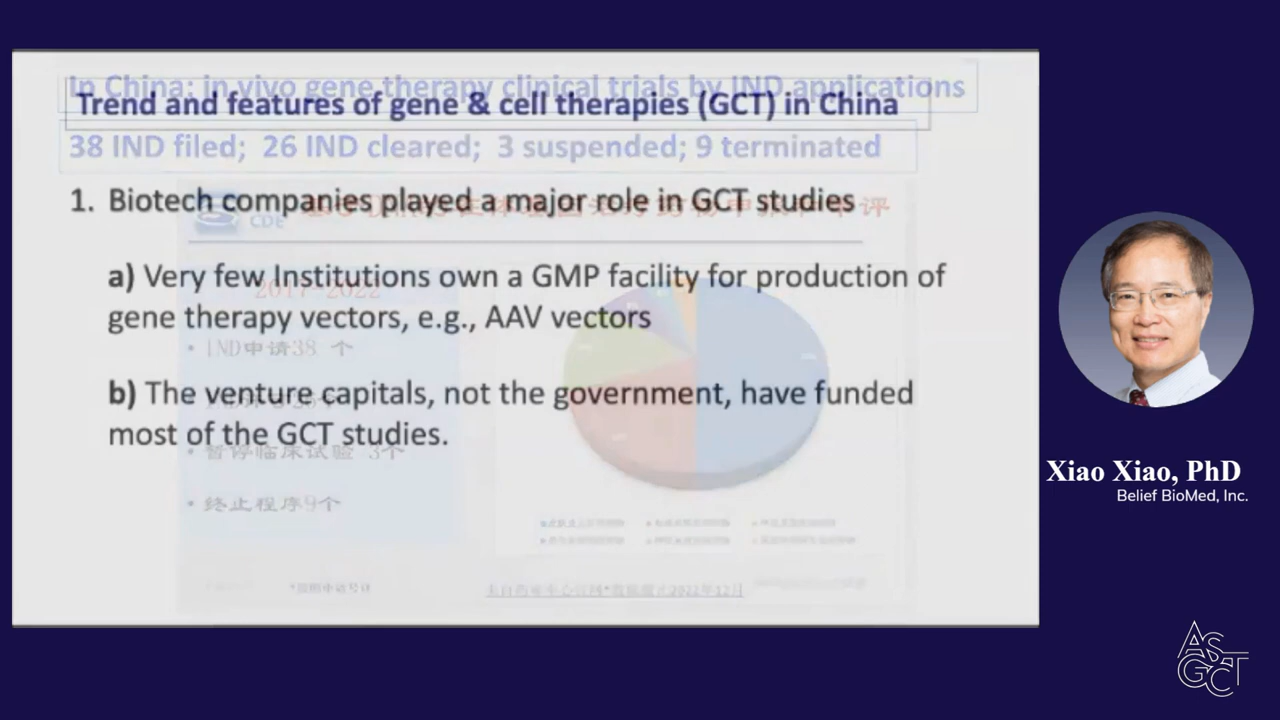 In China: in vivo gene therapy clinical trials by IND applications
Trend and features of gene & cell therapies (GCT) in China
38 IND filed; 26 IND cleared; 3 suspended; 9 terminated
1. Biotech companies played a major role in GCT studies
CDE
a) Very few Institutions own a GMP facility for production of
2017-2022
gene therapy vectors, e.g., AAV vectors
• IND申请38 个
b) The venture capitals, not the government, have funded
most of the GCT studies.
• 暂停临床试验 3个
• 终止程序9个
Xiao Xiao, PhD
Belief BioMed, Inc.
ASGCT